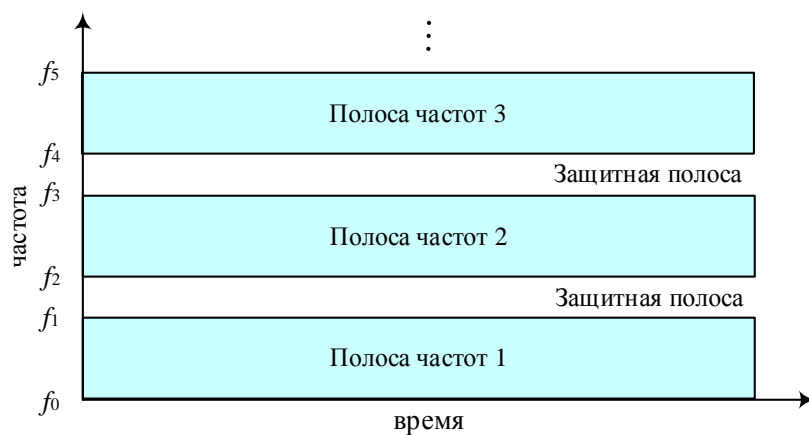 ⋮
f5
Полоса частот 3
f4
Защитная полоса
f3
Полоса частот 2
f2
Защитная полоса
f1
Полоса частот 1
f0
частота
время